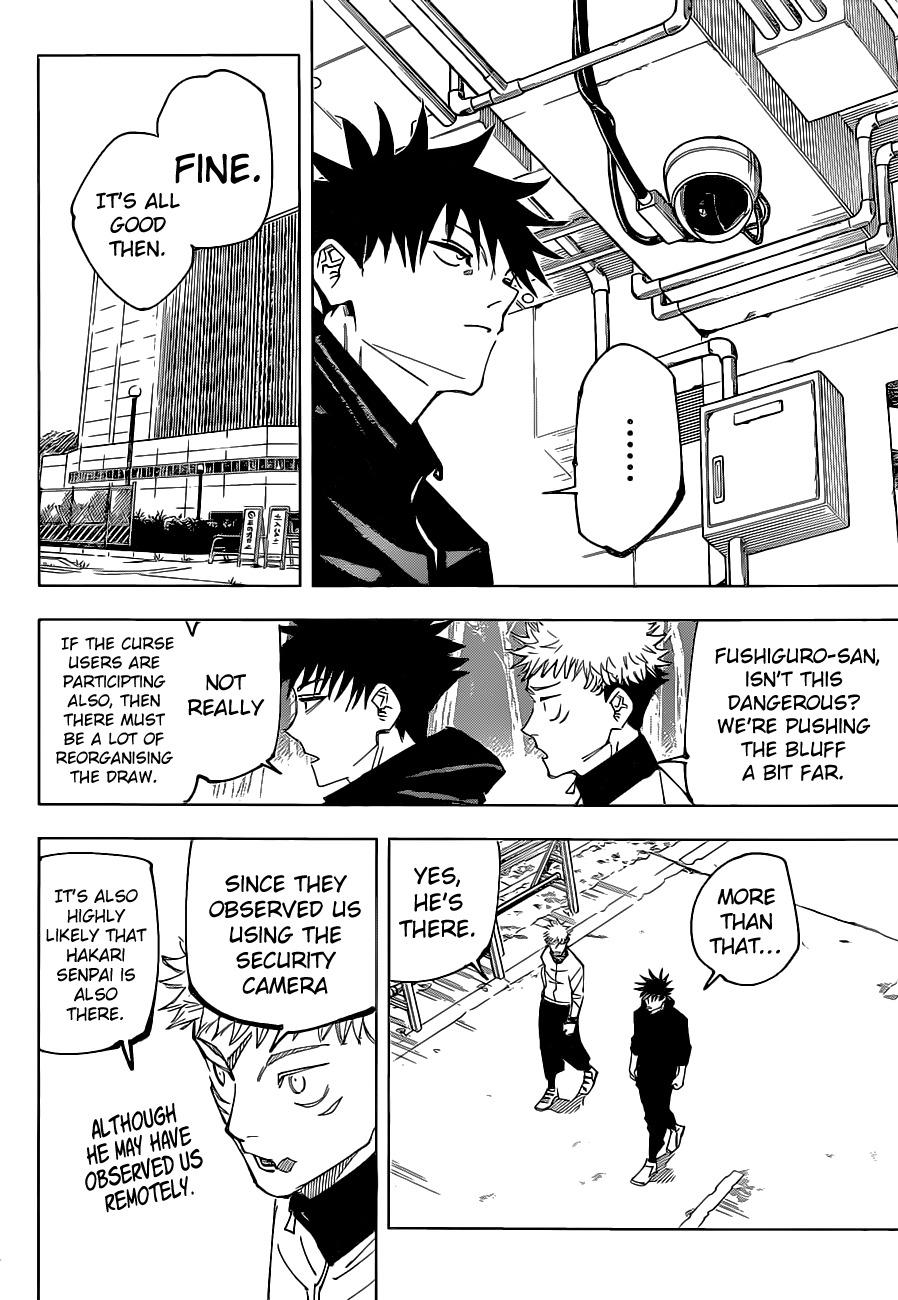 .....
FINE.
IT'S ALL
GOOD
THEN.
FUSHIGURO-SAN,
ISN'T THIS
DANGEROUS?
WE'RE PUSHING
THE BLUFF
A BIT FAR.
NOT
REALLY
IF THE CURSE
USERS ARE
PARTICIPTING
ALSO, THEN
THERE MUST
BE A LOT OF
REORGANISING
THE DRAW.
MORE
THAN
THAT...
YES,
HE'S
THERE.
SINCE THEY
OBSERVED US
USING THE
SECURITY
CAMERA
IT'S ALSO
HIGHLY
LIKELY THAT
HAKARI
SENPAI IS
ALSO
THERE.
ALTHOUGH
HE MAY HAVE
OBSERVED US
REMOTELY.